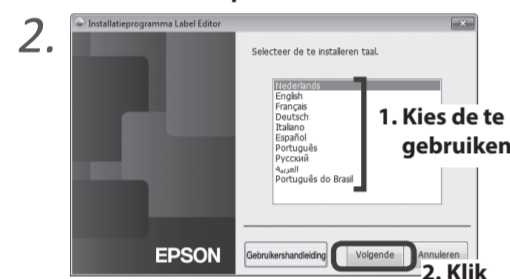 2.
Installatieprogramma Label Editor
Selecteer de te installeren taal.
Nederlands
English
Français
Deutsch
Italiano
Español
Português
Русский
العربية
Português do Brasil
1. Kies de te
gebruiken
EPSON
Gebruikershandleiding
Volgende
Annuleren
2. Klik